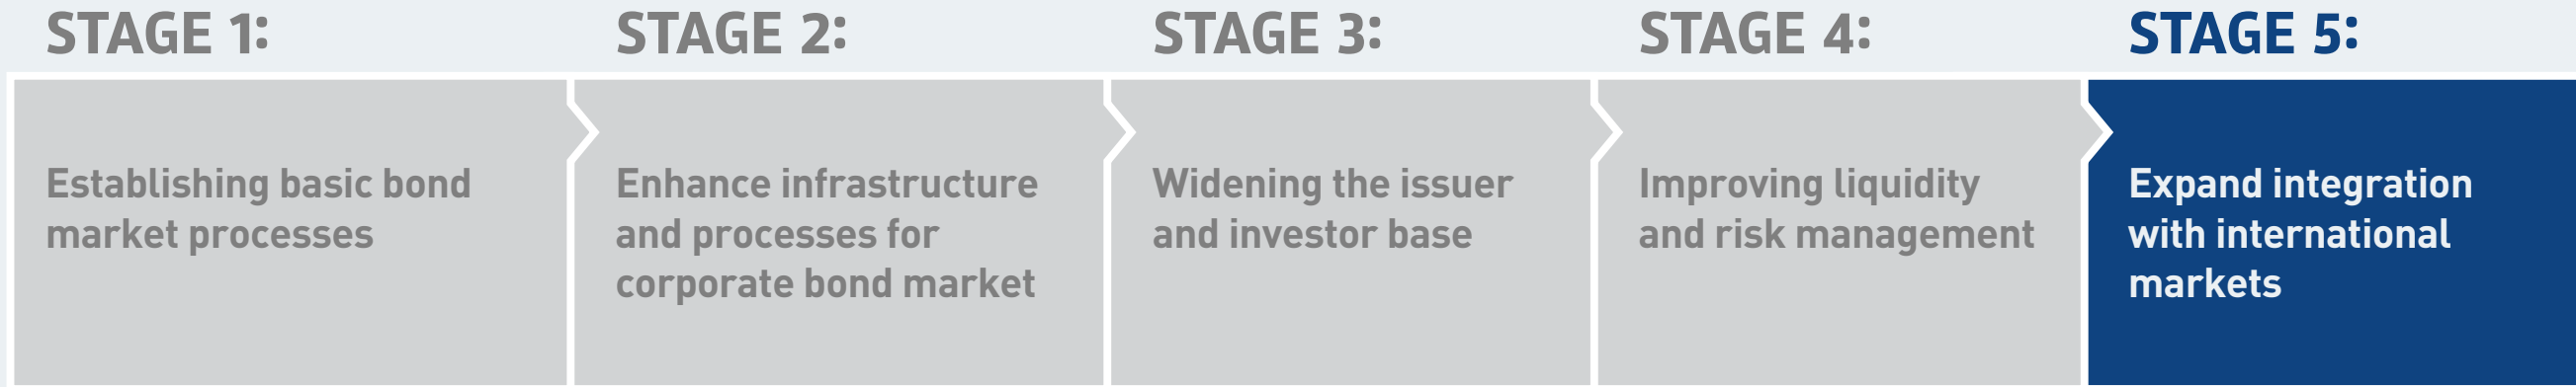 STAGE 1:
Establishing basic bond
market processes
STAGE 2:
Enhance infrastructure
and processes for
corporate bond market
STAGE 3:
Widening the issuer
and investor base
STAGE 4:
Improving liquidity
and risk management
STAGE 5:
Expand integration
with international
markets